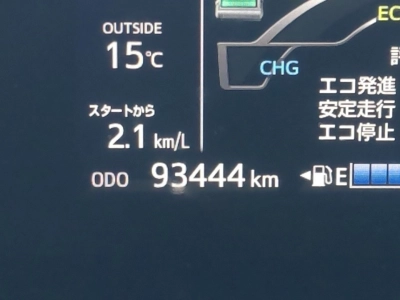 OUTSIDE
15℃
EC
CHG
エコ発進
安定走行
エコ停止
スタートから
2.1 km/L
ODO 93444 km
E